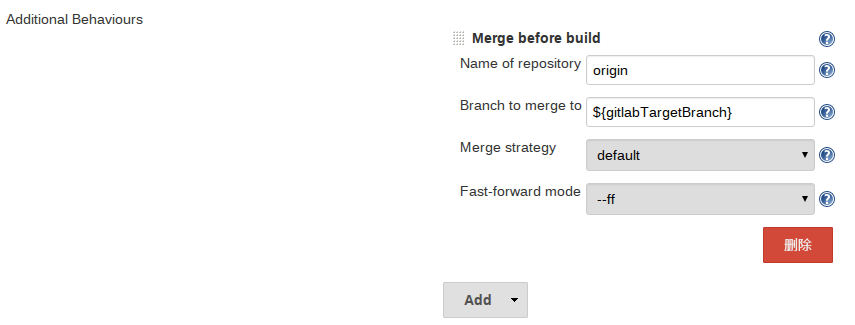 Additional Behaviours
Merge before build
Name of repository origin
Branch to merge to ${gitlabTargetBranch}
Merge strategy default
Fast-forward mode --ff
删除
Add